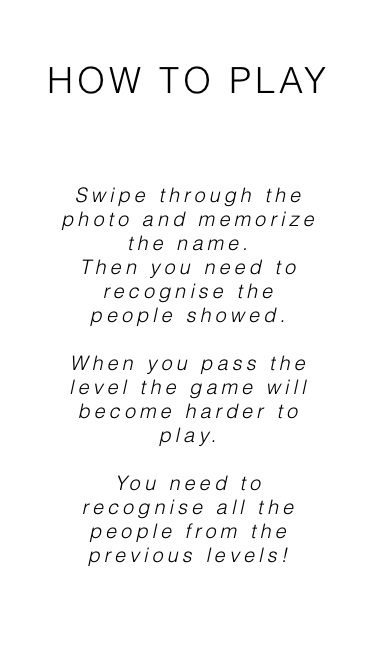 HOW TO PLAY
Swipe through the
photo and memorize
the name.
Then you need to
recognise the
people showed.
When you pass the
level the game will
become harder to
play.
You need to
recognise all the
people from the
previous levels!